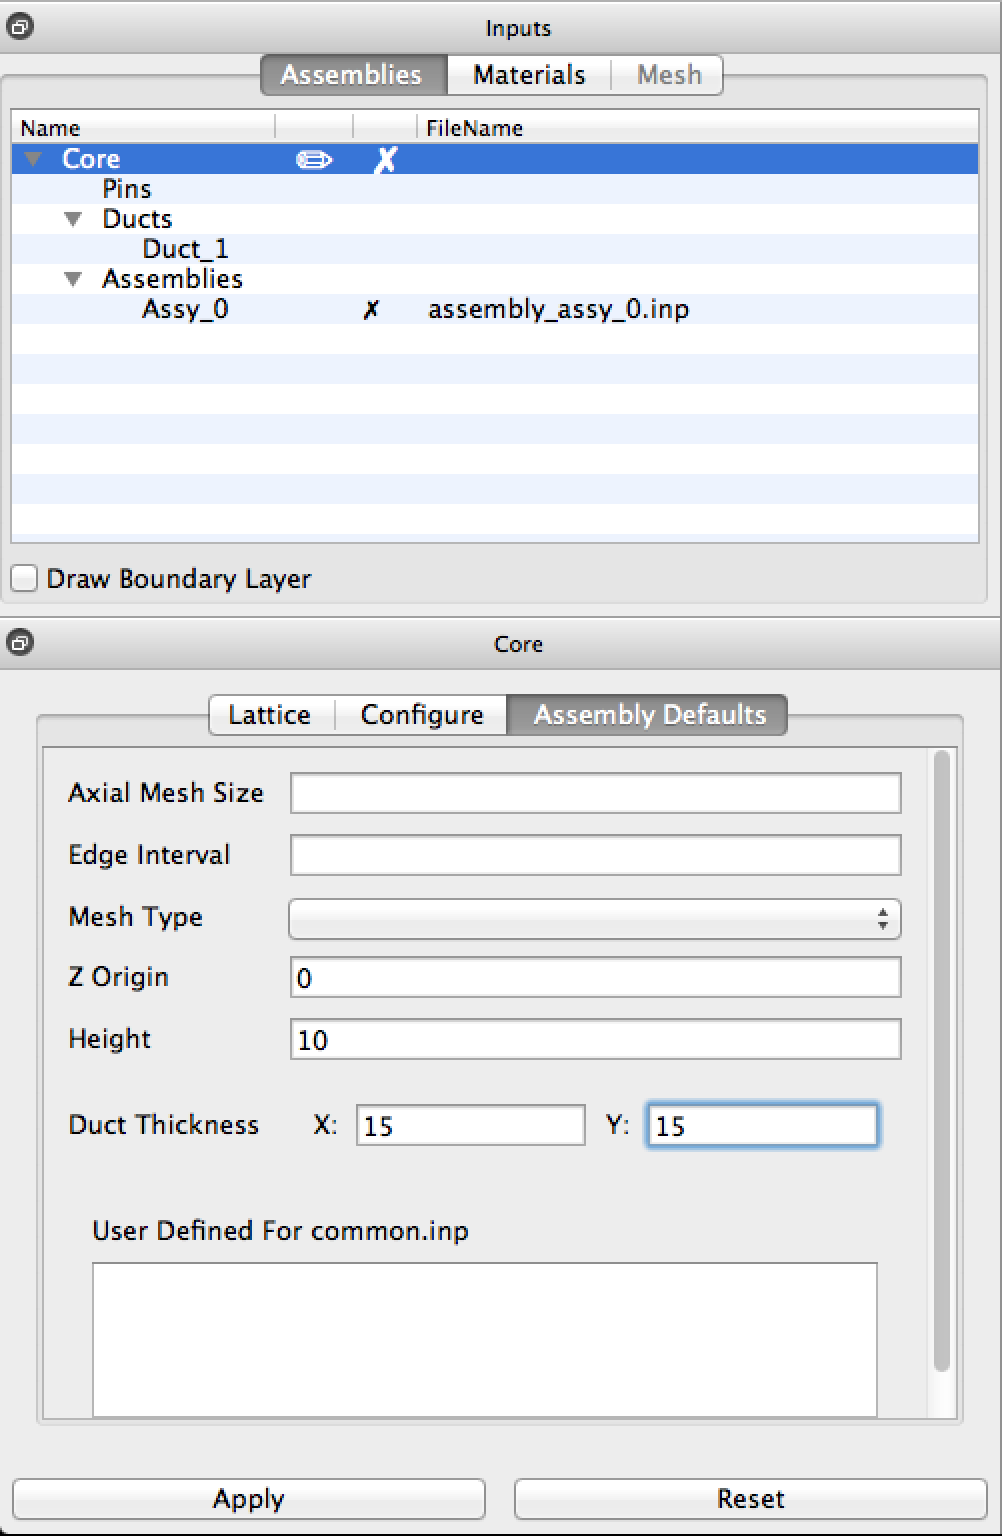 Inputs
Assemblies Materials Mesh
Name FileName
Core ✏ ✗
Pins
Ducts
Duct_1
Assemblies
Assy_0 ✗ assembly_assy_0.inp
Draw Boundary Layer
Core
Lattice Configure Assembly Defaults
Axial Mesh Size
Edge Interval
Mesh Type
Z Origin 0
Height 10
Duct Thickness X: 15 Y: 15
User Defined For common.inp
Apply Reset